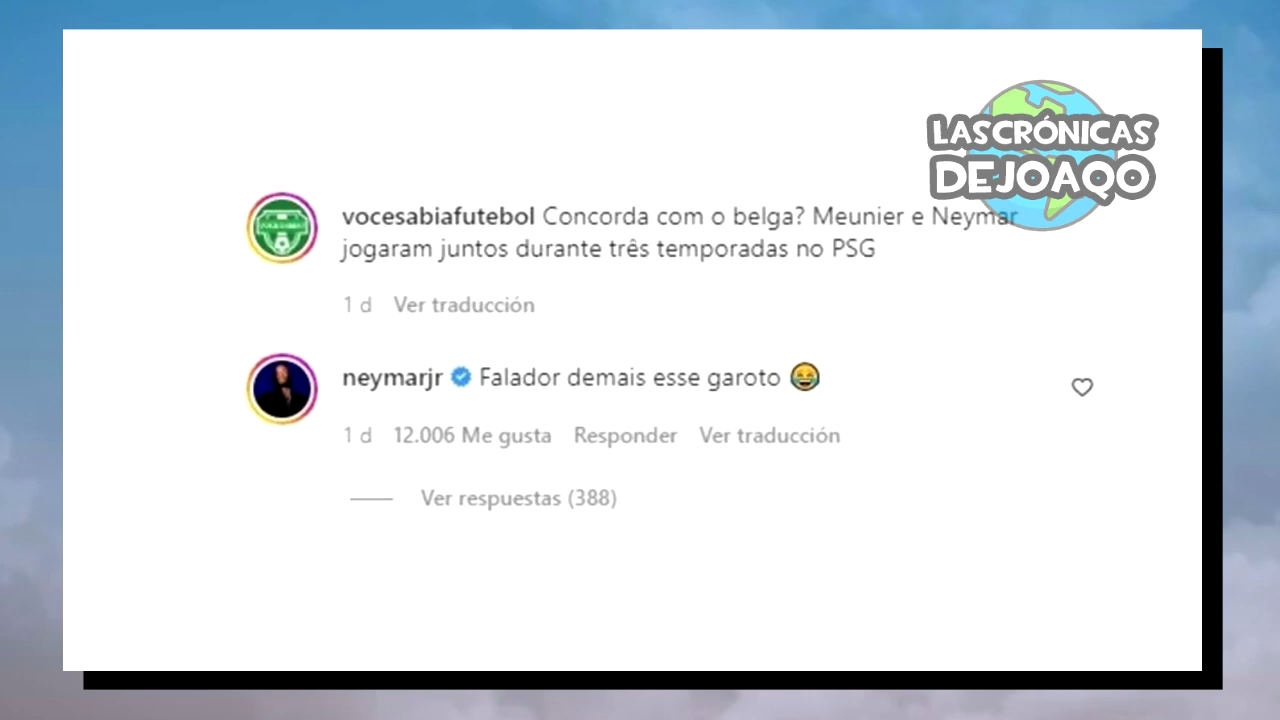 LASCRÓNICAS
DEJOAQO
vocesabiafutebol Concorda com o belga? Meunier e Neymar
jogaram juntos durante três temporadas no PSG
1 d Ver traducción
neymarjr Falador demais esse garoto 😂
1 d 12.006 Me gusta Responder Ver traducción
Ver respuestas (388)